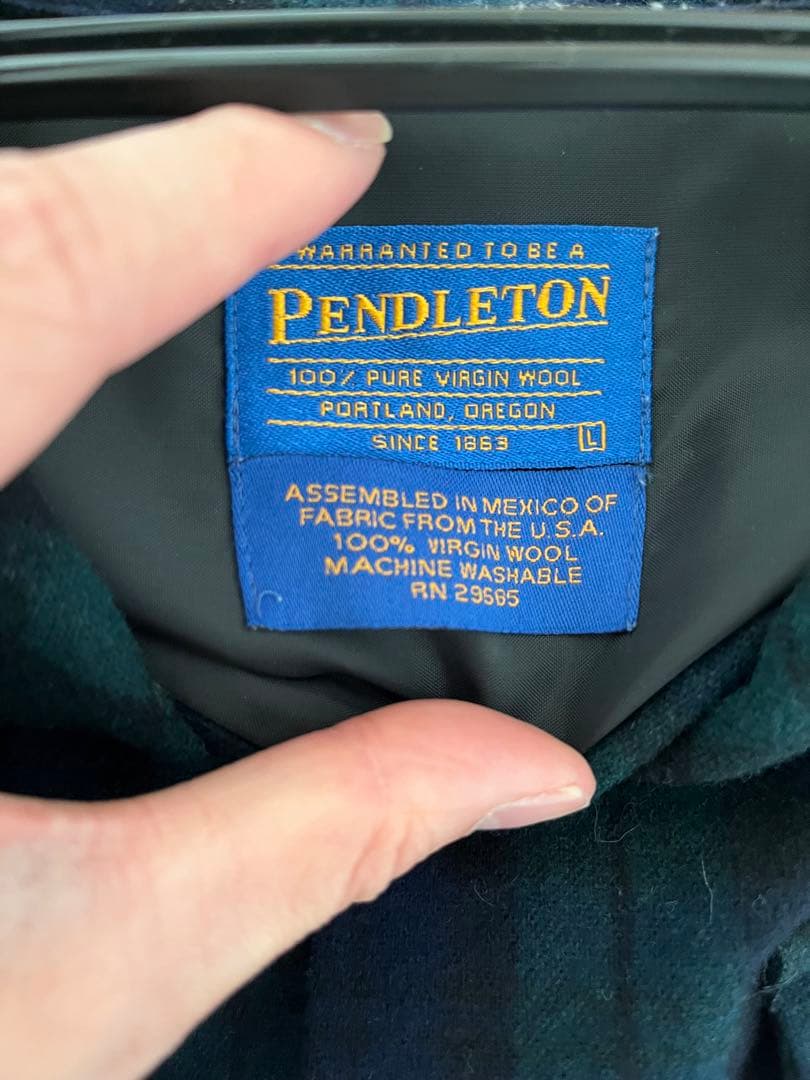 WARRANTED TO BE A
PENDLETON
100% PURE VIRGIN WOOL
PORTLAND, OREGON
SINCE 1863 L
ASSEMBLED IN MEXICO OF
FABRIC FROM THE U.S.A.
100% VIRGIN WOOL
MACHINE WASHABLE
RN 29685